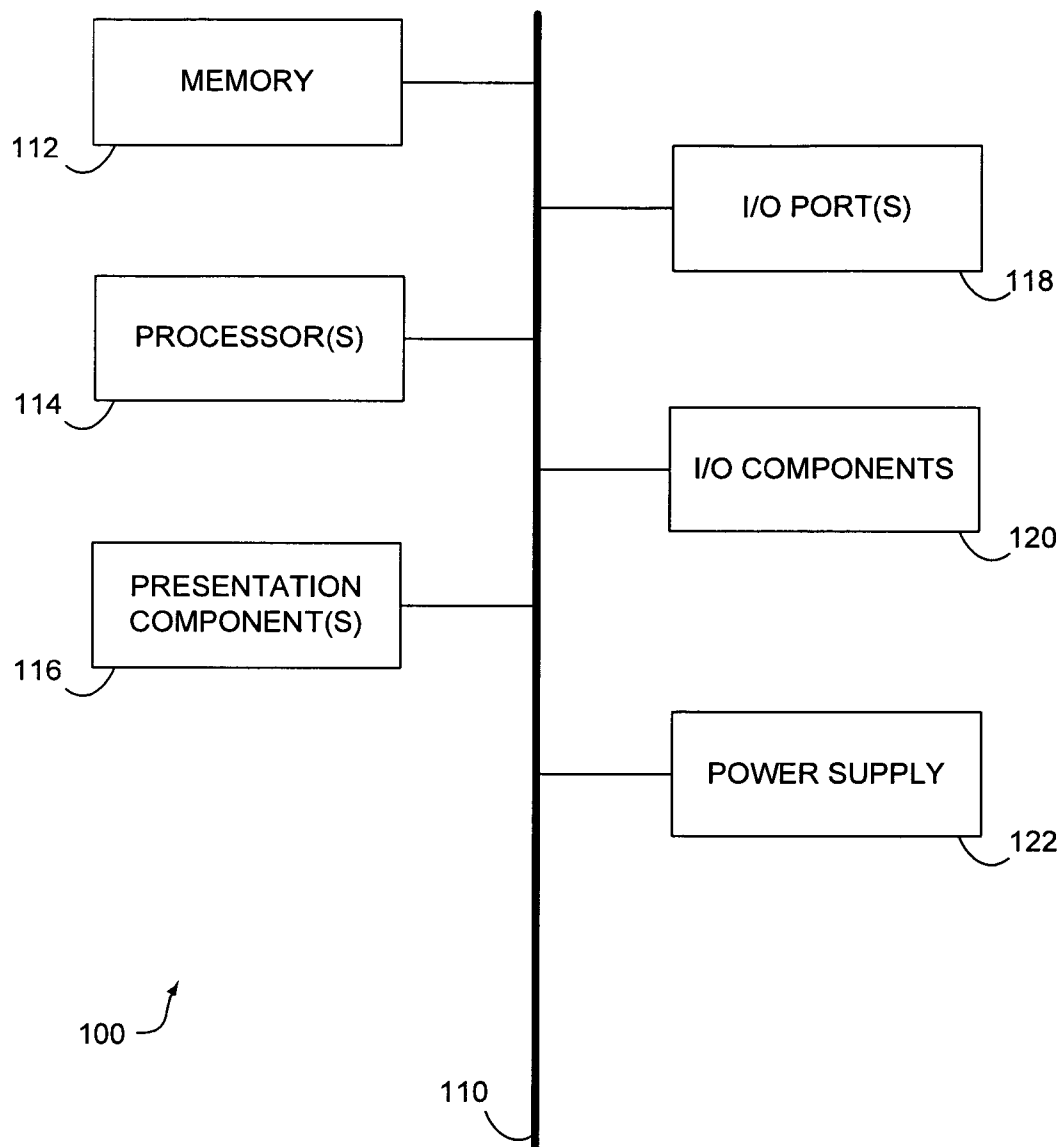 MEMORY
112
I/O PORT(S)
118
PROCESSOR(S)
114
I/O COMPONENTS
120
PRESENTATION
COMPONENT(S)
116
POWER SUPPLY
122
100
110